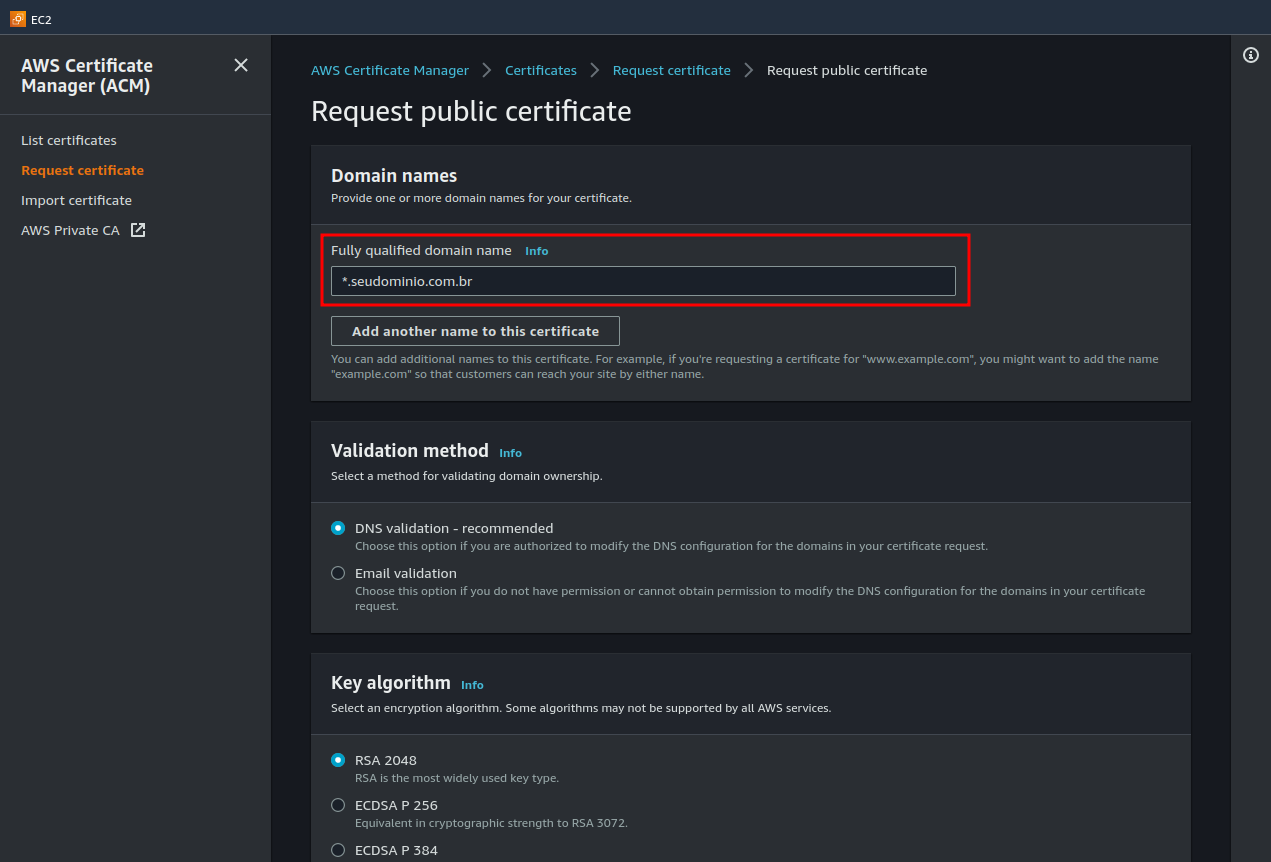 EC2
AWS Certificate
Manager (ACM)
List certificates
Request certificate
Import certificate
AWS Private CA
AWS Certificate Manager
Certificates
Request certificate
Request public certificate
Request public certificate
Domain names
Provide one or more domain names for your certificate.
Fully qualified domain name Info
*.seudominio.com.br
Add another name to this certificate
You can add additional names to this certificate. For example, if you're requesting a certificate for "www.example.com", you might want to add the name
"example.com" so that customers can reach your site by either name.
Validation method Info
Select a method for validating domain ownership.
DNS validation - recommended
Choose this option if you are authorized to modify the DNS configuration for the domains in your certificate request.
Email validation
Choose this option if you do not have permission or cannot obtain permission to modify the DNS configuration for the domains in your certificate
request.
Key algorithm Info
Select an encryption algorithm. Some algorithms may not be supported by all AWS services.
RSA 2048
RSA is the most widely used key type.
ECDSA P 256
Equivalent in cryptographic strength to RSA 3072.
ECDSA P 384